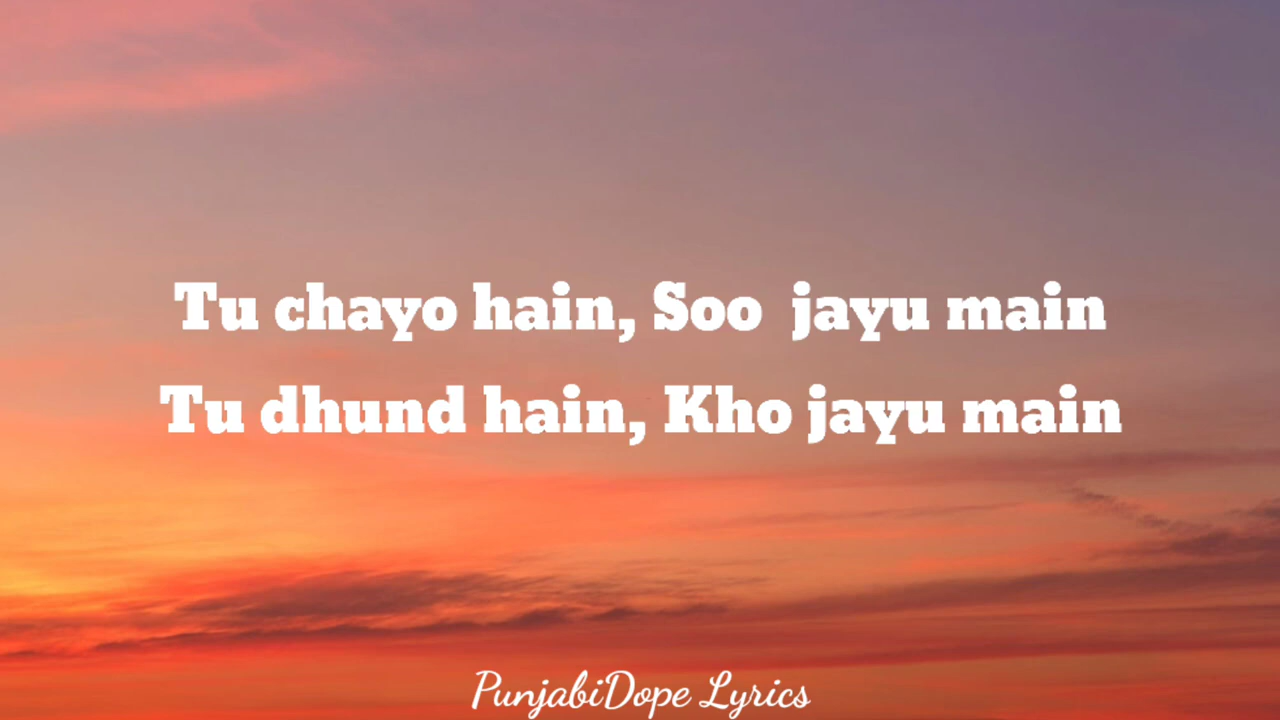 Tu chayo hain, Soo jayu main
Tu dhund hain, Kho jayu main
PunjabiDope Lyrics